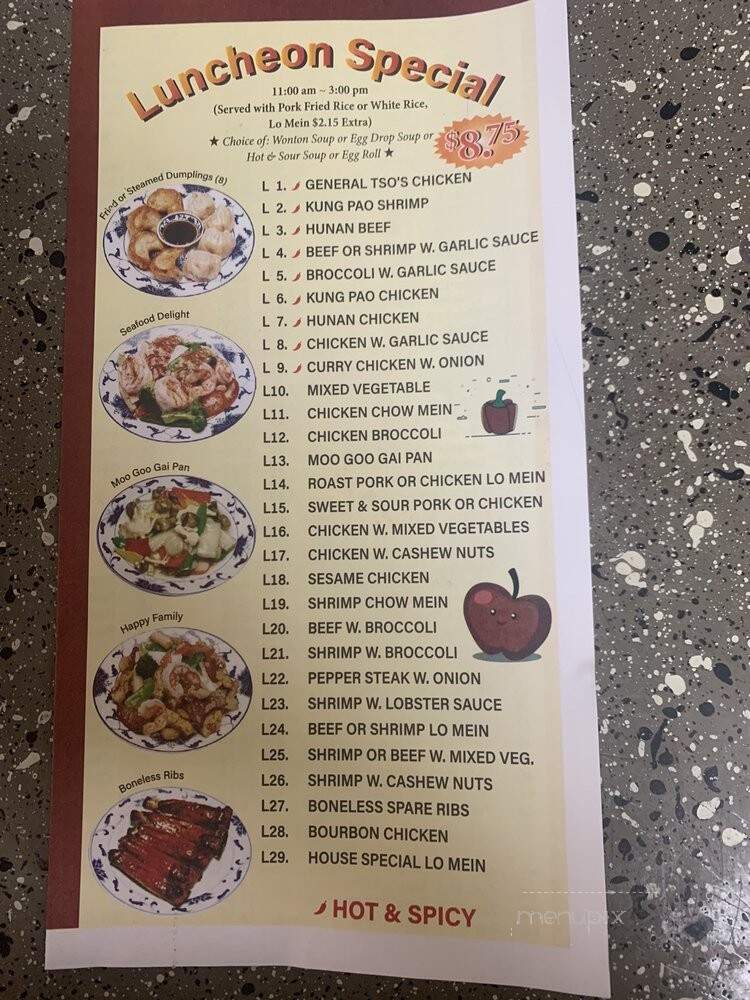 Luncheon Special
11:00 am ~ 3:00 pm
(Served with Pork Fried Rice or White Rice,
Lo Mein $2.15 Extra)
★ Choice of: Wonton Soup or Egg Drop Soup or
Hot & Sour Soup or Egg Roll ★
$8.75
Fried or Steamed Dumplings (8)
Seafood Delight
Moo Goo Gai Pan
Happy Family
Boneless Ribs
L 1. GENERAL TSO'S CHICKEN
L 2. KUNG PAO SHRIMP
L 3. HUNAN BEEF
L 4. BEEF OR SHRIMP W. GARLIC SAUCE
L 5. BROCCOLI W. GARLIC SAUCE
L 6. KUNG PAO CHICKEN
L 7. HUNAN CHICKEN
L 8. CHICKEN W. GARLIC SAUCE
L 9. CURRY CHICKEN W. ONION
L10. MIXED VEGETABLE
L11. CHICKEN CHOW MEIN
L12. CHICKEN BROCCOLI
L13. MOO GOO GAI PAN
L14. ROAST PORK OR CHICKEN LO MEIN
L15. SWEET & SOUR PORK OR CHICKEN
L16. CHICKEN W. MIXED VEGETABLES
L17. CHICKEN W. CASHEW NUTS
L18. SESAME CHICKEN
L19. SHRIMP CHOW MEIN
L20. BEEF W. BROCCOLI
L21. SHRIMP W. BROCCOLI
L22. PEPPER STEAK W. ONION
L23. SHRIMP W. LOBSTER SAUCE
L24. BEEF OR SHRIMP LO MEIN
L25. SHRIMP OR BEEF W. MIXED VEG.
L26. SHRIMP W. CASHEW NUTS
L27. BONELESS SPARE RIBS
L28. BOURBON CHICKEN
L29. HOUSE SPECIAL LO MEIN
HOT & SPICY
menupix